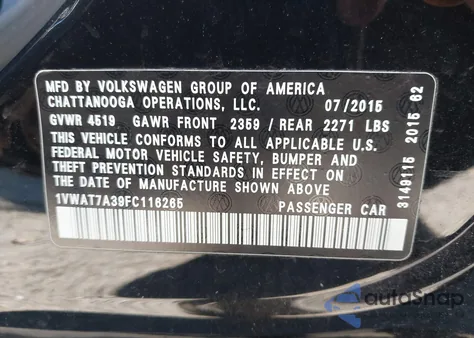 MFD BY VOLKSWAGEN GROUP OF AMERICA
CHATTANOOGA OPERATIONS, LLC. 07/2015
GVWR 4519 GAWR FRONT 2359 / REAR 2271 LBS
THIS VEHICLE CONFORMS TO ALL APPLICABLE U.S.
FEDERAL MOTOR VEHICLE SAFETY, BUMPER AND
THEFT PREVENTION STANDARDS IN EFFECT ON THE
DATE OF MANUFACTURE SHOWN ABOVE
1VWAT7A39FC116265 PASSENGER CAR
3149116 2015 62
autoSnap